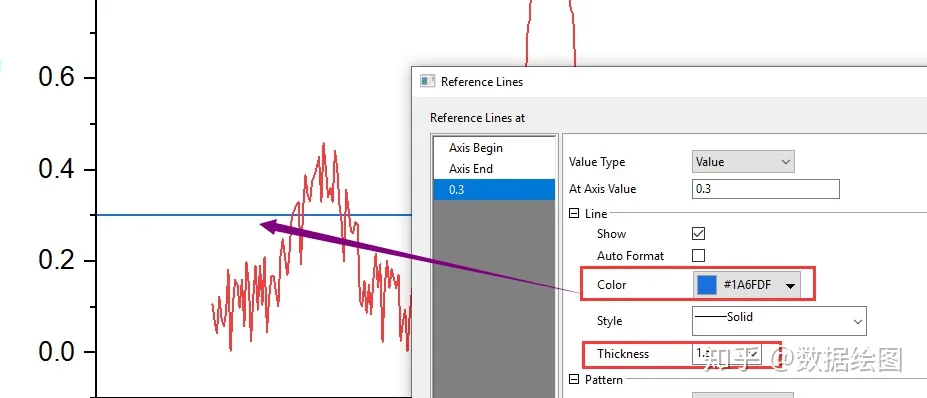 Reference Lines
Reference Lines at
0.6
0.4
0.2
0.0
Axis Begin
Axis End
0.3
Value Type
Value
At Axis Value
0.3
Line
Show
Auto Format
Color
#1A6FDF
Style
Solid
Thickness
知乎 @数据绘图
Pattern